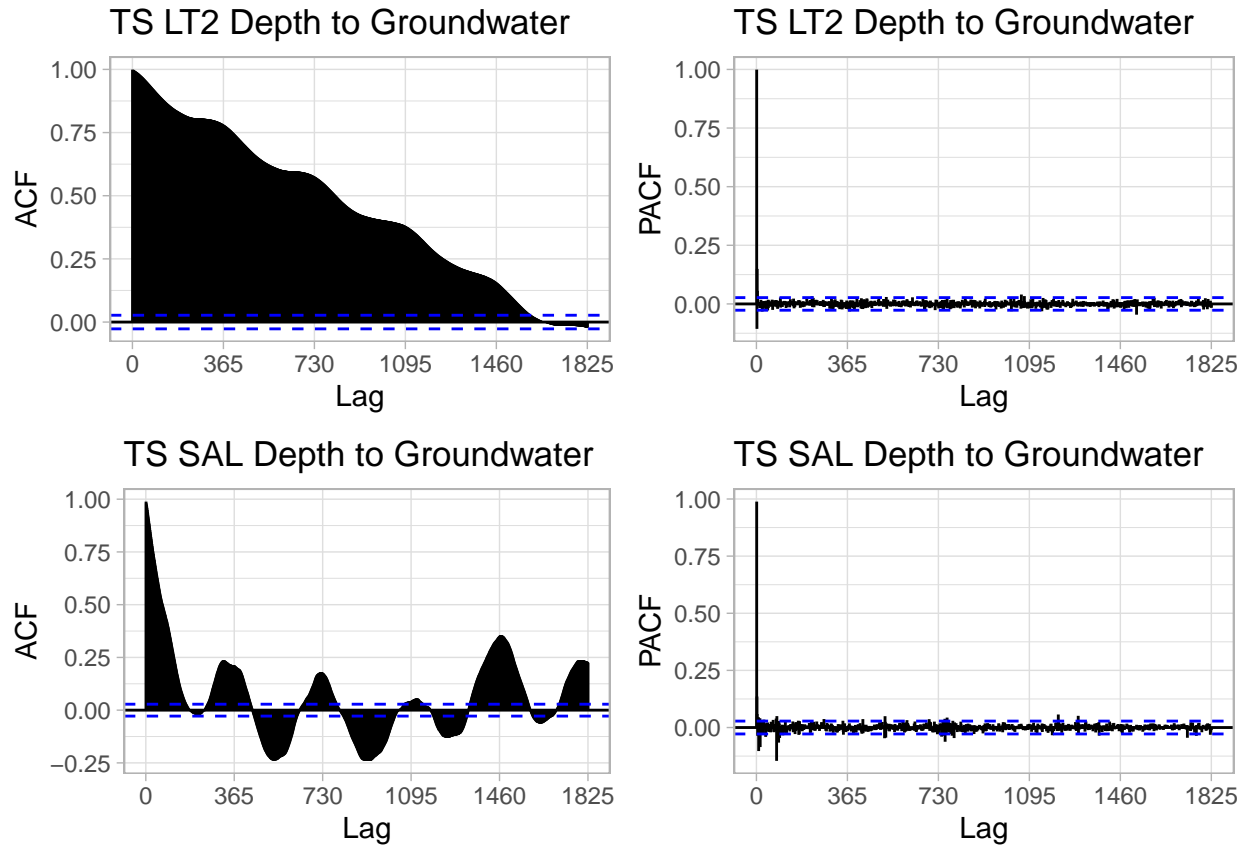 TS LT2 Depth to Groundwater
1.00
0.75
0.50
0.25
0.00
ACF
0 365 730 1095 1460 1825
Lag
TS LT2 Depth to Groundwater
1.00
0.75
0.50
0.25
0.00
PACF
0 365 730 1095 1460 1825
Lag
TS SAL Depth to Groundwater
1.00
0.75
0.50
0.25
0.00
−0.25
ACF
0 365 730 1095 1460 1825
Lag
TS SAL Depth to Groundwater
1.00
0.75
0.50
0.25
0.00
PACF
0 365 730 1095 1460 1825
Lag